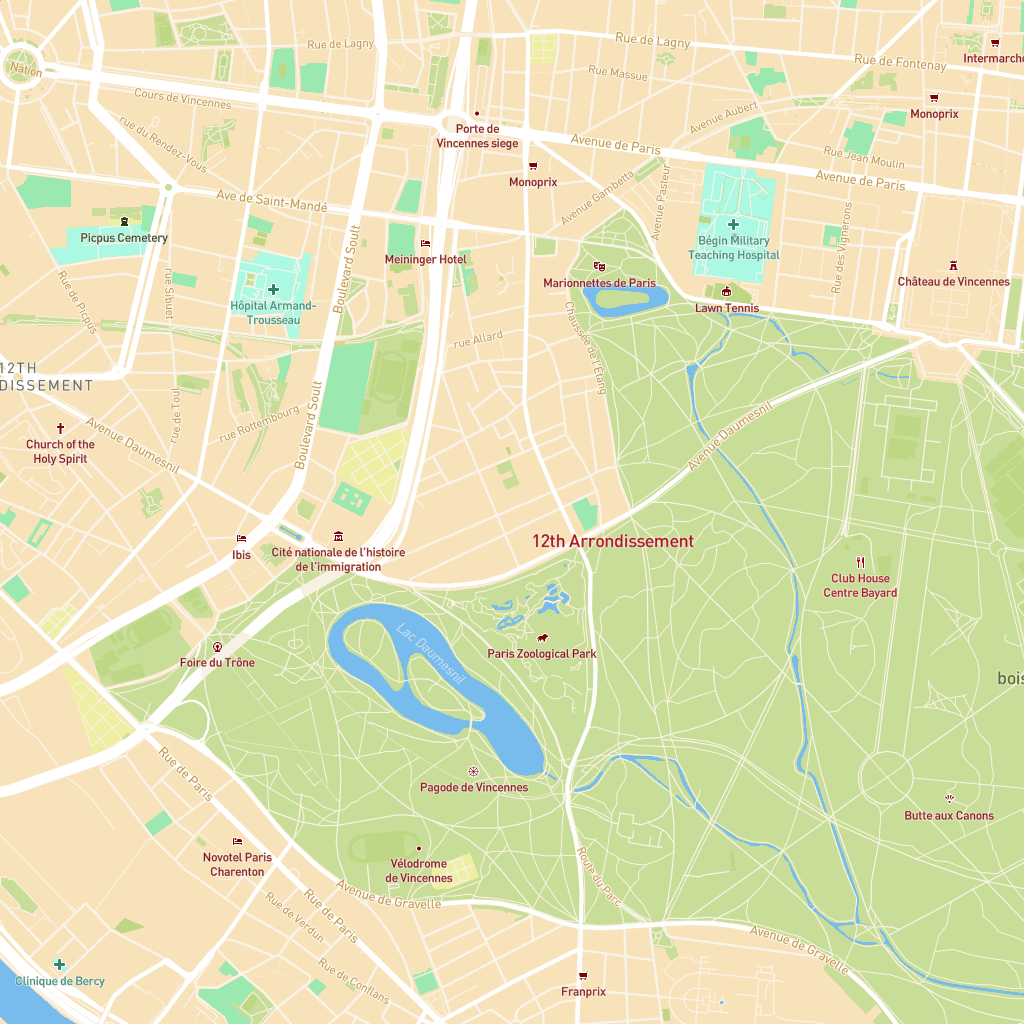 Rue de Lagny
Rue de Lagny
Intermarché
Rue de Fontenay
Nation
Rue Massue
Cours de Vincennes
Monoprix
Avenue Aubert
Porte de
Vincennes siege
rue du Rendez-Vous
Avenue de Paris
Rue Jean Moulin
Monoprix
Avenue de Paris
Ave de Saint-Mandé
Avenue Gambetta
Avenue Pasteur
Picpus Cemetery
Bégin Military
Teaching Hospital
Rue des Vignerons
Meininger Hotel
Boulevard Soult
Marionnettes de Paris
Château de Vincennes
Rue de Picpus
rue Sibuet
Hôpital Armand-
Trousseau
Lawn Tennis
rue Allard
Chaussée de l'Étang
12TH
DISSEMENT
rue de Toul
rue Rottembourg
Boulevard Soult
Avenue Daumesnil
Avenue Daumesnil
Church of the
Holy Spirit
Ibis
Cité nationale de l'histoire
de l'immigration
12th Arrondissement
Club House
Centre Bayard
Lac Daumesnil
Paris Zoological Park
Foire du Trône
bois
Rue de Paris
Pagode de Vincennes
Butte aux Canons
Novotel Paris
Charenton
Vélodrome
de Vincennes
Route du Parc
Avenue de Gravelle
Rue de Paris
Rue de Verdun
Avenue de Gravelle
Clinique de Bercy
Rue de Conflans
Franprix